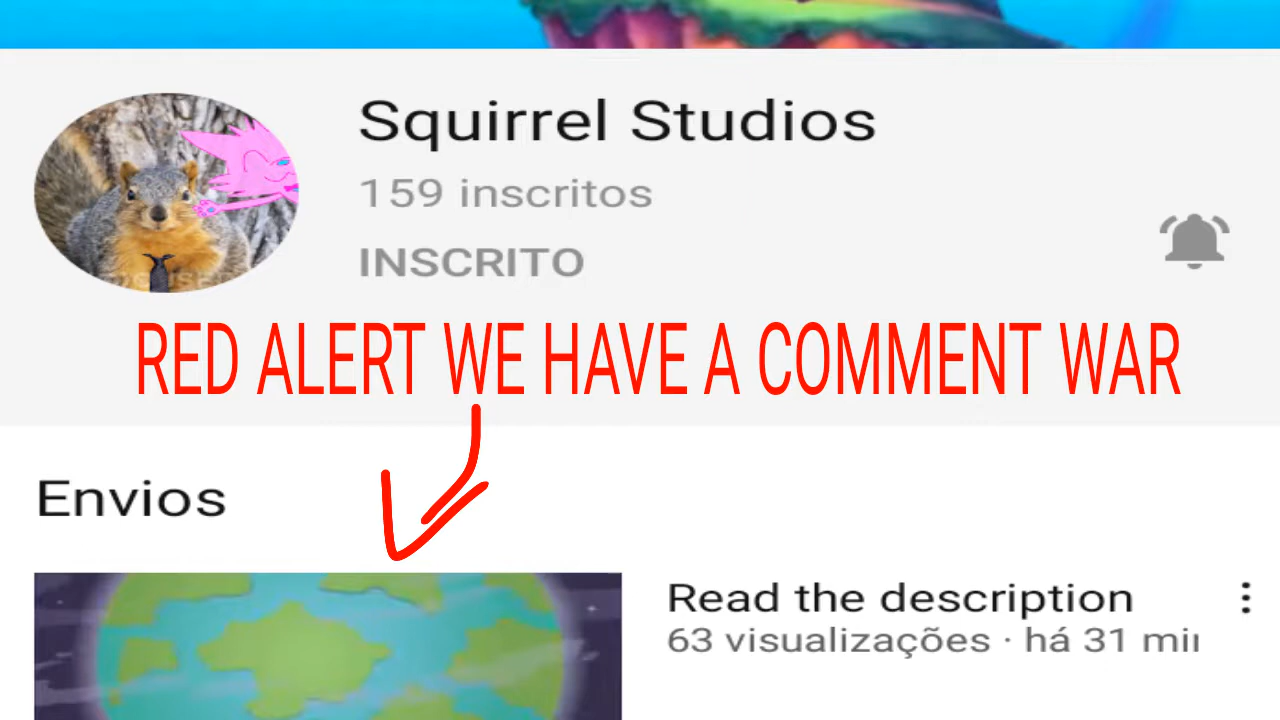 Squirrel Studios
159 inscritos
INSCRITO
RED ALERT WE HAVE A COMMENT WAR
Envios
Read the description
63 visualizações · há 31 min